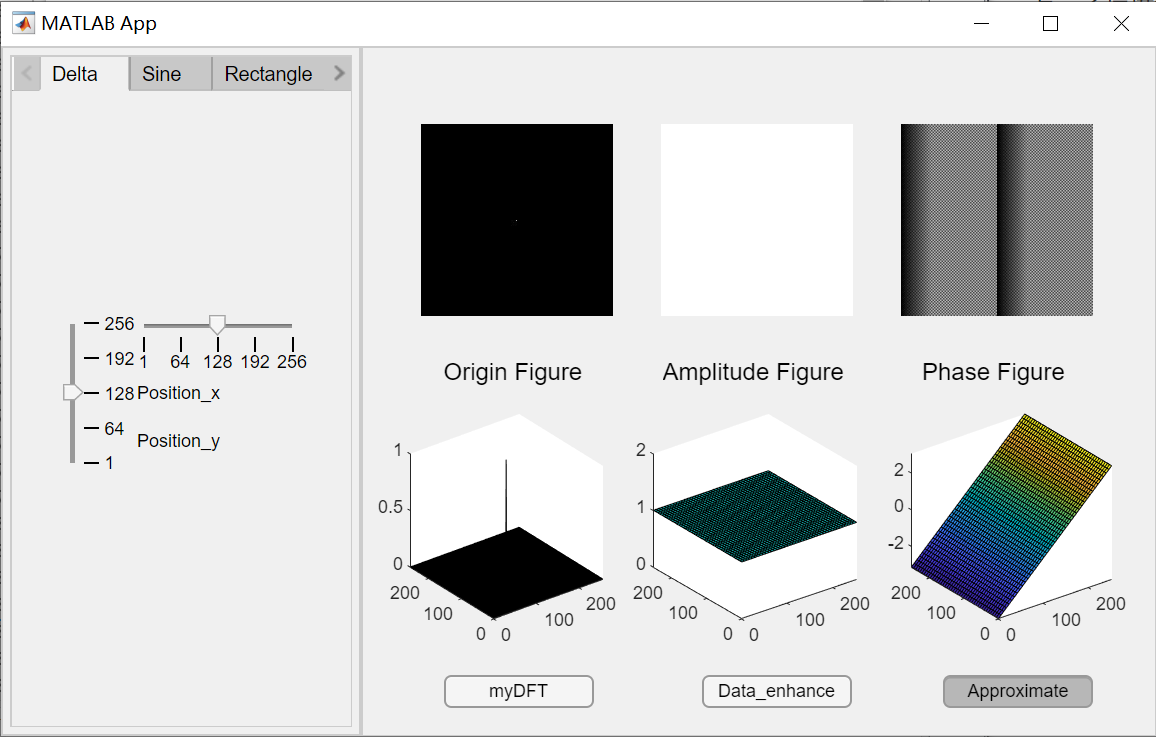 MATLAB App
Delta Sine Rectangle
256
192 1 64 128 192 256
128 Position_x
64 Position_y
1
Origin Figure Amplitude Figure Phase Figure
1 2 2
0.5 1 0
0 0 -2
200 100 0 0 100 200
200 100 0 0 100 200
200 100 0 0 100 200
myDFT Data_enhance Approximate